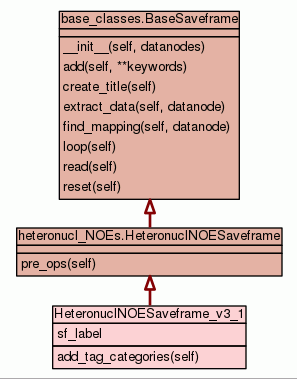 base_classes.BaseSaveframe
__init__(self, datanodes)
add(self, **keywords)
create_title(self)
extract_data(self, datanode)
find_mapping(self, datanode)
loop(self)
read(self)
reset(self)
heteronucl_NOEs.HeteronuclNOESaveframe
pre_ops(self)
HeteronuclNOESaveframe_v3_1
sf_label
add_tag_categories(self)